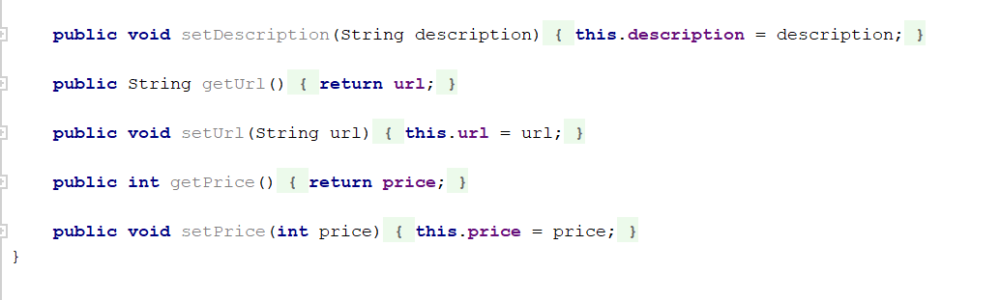 public void setDescription(String description) { this.description = description; }
public String getUrl() { return url; }
public void setUrl(String url) { this.url = url; }
public int getPrice() { return price; }
public void setPrice(int price) { this.price = price; }
}